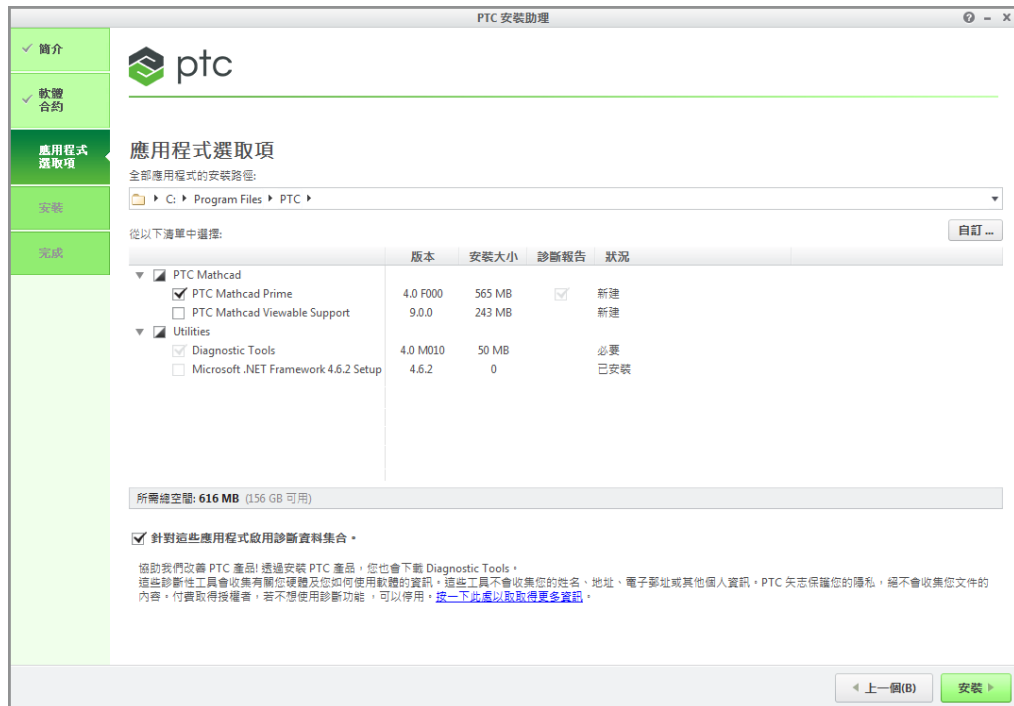 PTC 安裝助理
簡介
軟體
合約
應用程式
選取項
安裝
完成
ptc
應用程式選取項
全部應用程式的安裝路徑:
C: Program Files PTC
從以下清單中選擇:
自訂 ...
版本 安裝大小 診斷報告 狀況
PTC Mathcad
PTC Mathcad Prime 4.0 F000 565 MB 新建
PTC Mathcad Viewable Support 9.0.0 243 MB 新建
Utilities
Diagnostic Tools 4.0 M010 50 MB 必要
Microsoft .NET Framework 4.6.2 Setup 4.6.2 0 已安裝
所需總空間: 616 MB (156 GB 可用)
針對這些應用程式啟用診斷資料集合。
協助我們改善 PTC 產品! 透過安裝 PTC 產品，您也會下載 Diagnostic Tools。
這些診斷性工具會收集有關您硬體及您如何使用軟體的資訊。這些工具不會收集您的姓名、地址、電子郵址或其他個人資訊。PTC 矢志保護您的隱私，絕不會收集您文件的
內容。付費取得授權者，若不想使用診斷功能 ，可以停用。按一下此處以取取得更多資訊。
上一個(B)
安裝